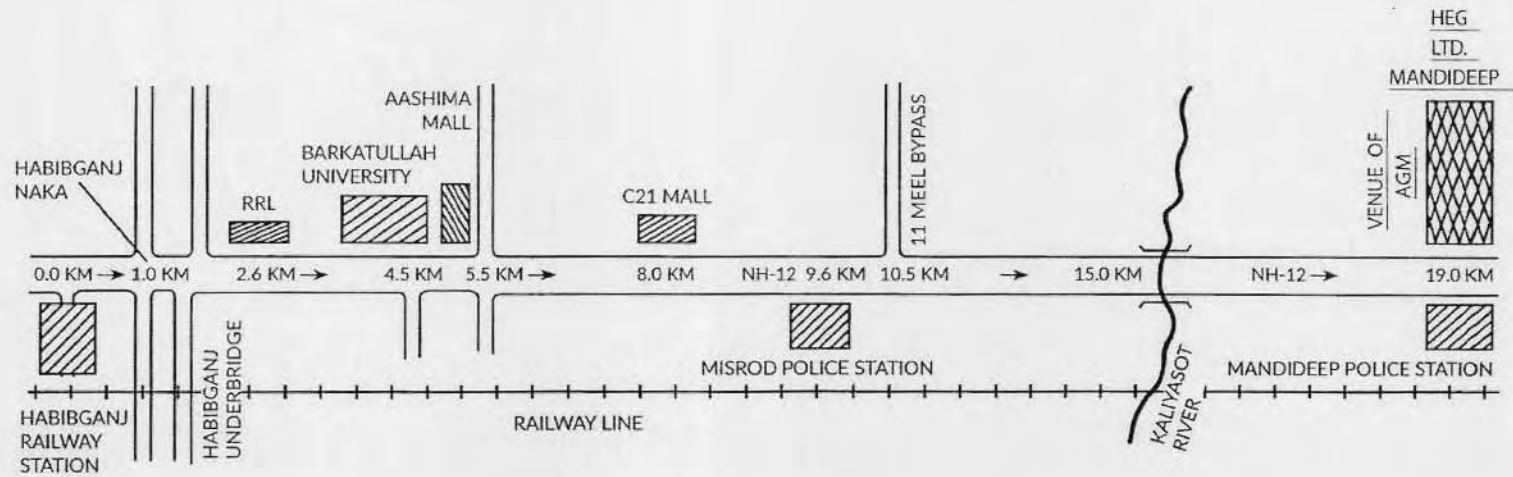 HEG
LTD.
MANDIDEEP
VENUE OF
AGM
AASHIMA
MALL
BARKATULLAH
UNIVERSITY
HABIBGANJ
NAKA
RRL
C21 MALL
11 MEEL BYPASS
0.0 KM → 1.0 KM 2.6 KM → 4.5 KM 5.5 KM → 8.0 KM NH-12 9.6 KM 10.5 KM → 15.0 KM NH-12 → 19.0 KM
HABIBGANJ
UNDERBRIDGE
MISROD POLICE STATION
MANDIDEEP POLICE STATION
HABIBGANJ
RAILWAY
STATION
RAILWAY LINE
KALIYASOT
RIVER